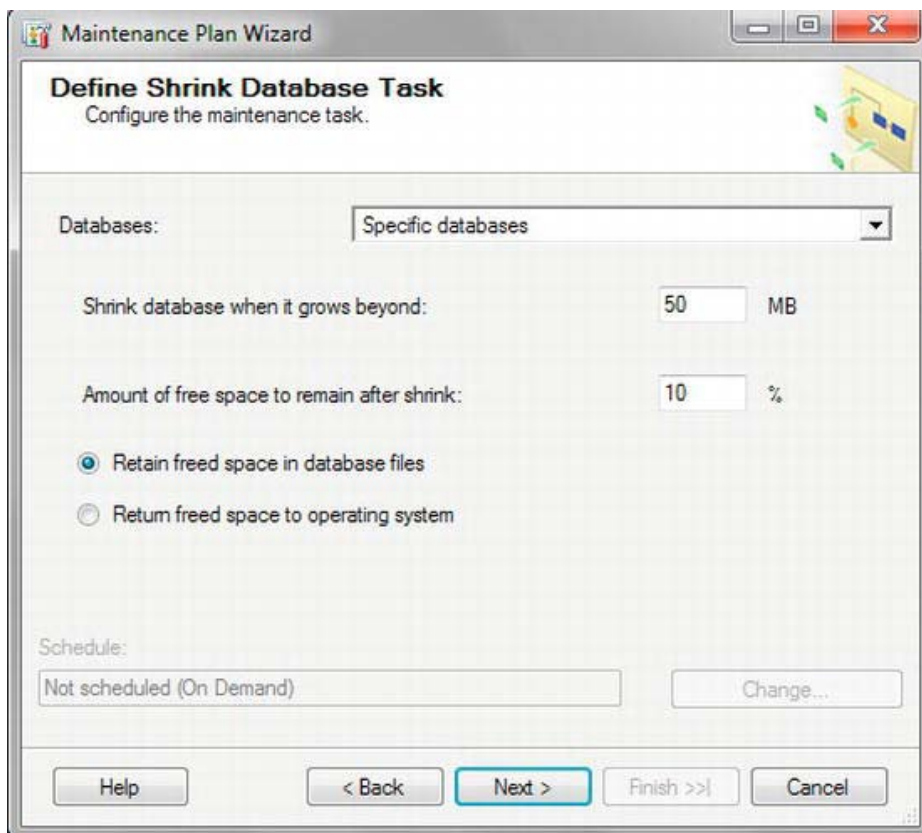 Maintenance Plan Wizard
Define Shrink Database Task
Configure the maintenance task.
Databases: Specific databases
Shrink database when it grows beyond: 50 MB
Amount of free space to remain after shrink: 10 %
Retain freed space in database files
Return freed space to operating system
Schedule:
Not scheduled (On Demand) Change...
Help < Back Next > Finish >>| Cancel